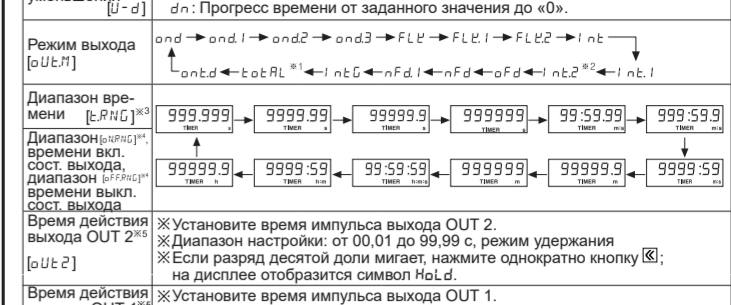 уменьшении
[U-d]
dn: Прогресс времени от заданного значения до «0».
Режим выхода
[oUt.M]
ond → ond.1 → ond.2 → ond.3 → FLK → FLK.1 → FLK.2 → Int
ont.d ← totAL ※1 ← IntG ← nFd.1 ← nFd ← oFd ← Int.2 ※2 ← Int.1
Диапазон вре-
мени [t.RNG]※3
999.999 → 9999.99 → 99999.9 → 999999 → 99:59.99 → 999:59.9
TIMER s TIMER s TIMER s TIMER s TIMER m:s TIMER m:s
Диапазон [oN.RNG]※4,
времени вкл.
сост. выхода,
диапазон [oFF.RNG]※4
времени выкл.
сост. выхода
99999.9 ← 9999:59 ← 99:59:59 ← 999999 ← 99999.9 ← 9999:59
TIMER h TIMER h:m TIMER h:m:s TIMER m TIMER m TIMER m:s
Время действия
выхода OUT 2※5
[oUt2]
※Установите время импульса выхода OUT 2.
※Диапазон настройки: от 00,01 до 99,99 с, режим удержания
※Если разряд десятой доли мигает, нажмите однократно кнопку «;
на дисплее отобразится символ HoLd.
Время действия
※Установите время импульса выхода OUT 1.